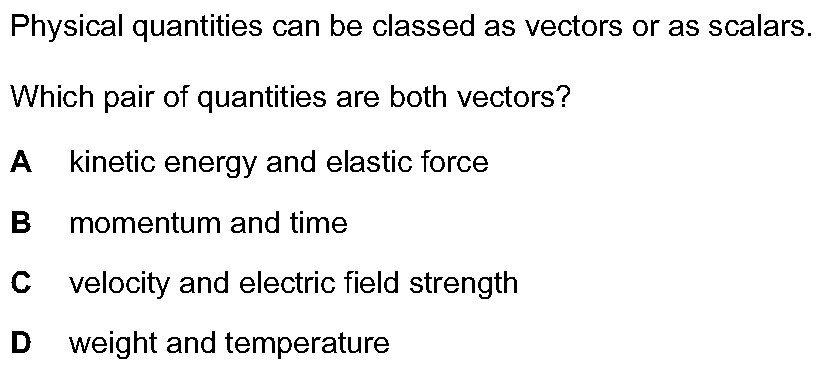 Physical quantities can be classed as vectors or as scalars.
Which pair of quantities are both vectors?
A kinetic energy and elastic force
B momentum and time
C velocity and electric field strength
D weight and temperature